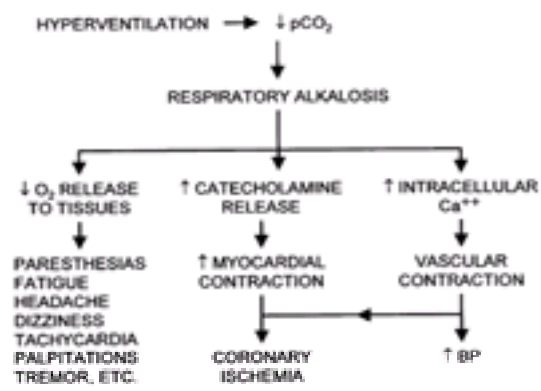 HYPERVENTILATION → ↓ pCO₂
RESPIRATORY ALKALOSIS
↓ O₂ RELEASE
TO TISSUES
↑ CATECHOLAMINE
RELEASE
↑ INTRACELLULAR
Ca⁺⁺
PARESTHESIAS
FATIGUE
HEADACHE
DIZZINESS
TACHYCARDIA
PALPITATIONS
TREMOR, ETC.
↑ MYOCARDIAL
CONTRACTION
VASCULAR
CONTRACTION
CORONARY
ISCHEMIA
↑ BP